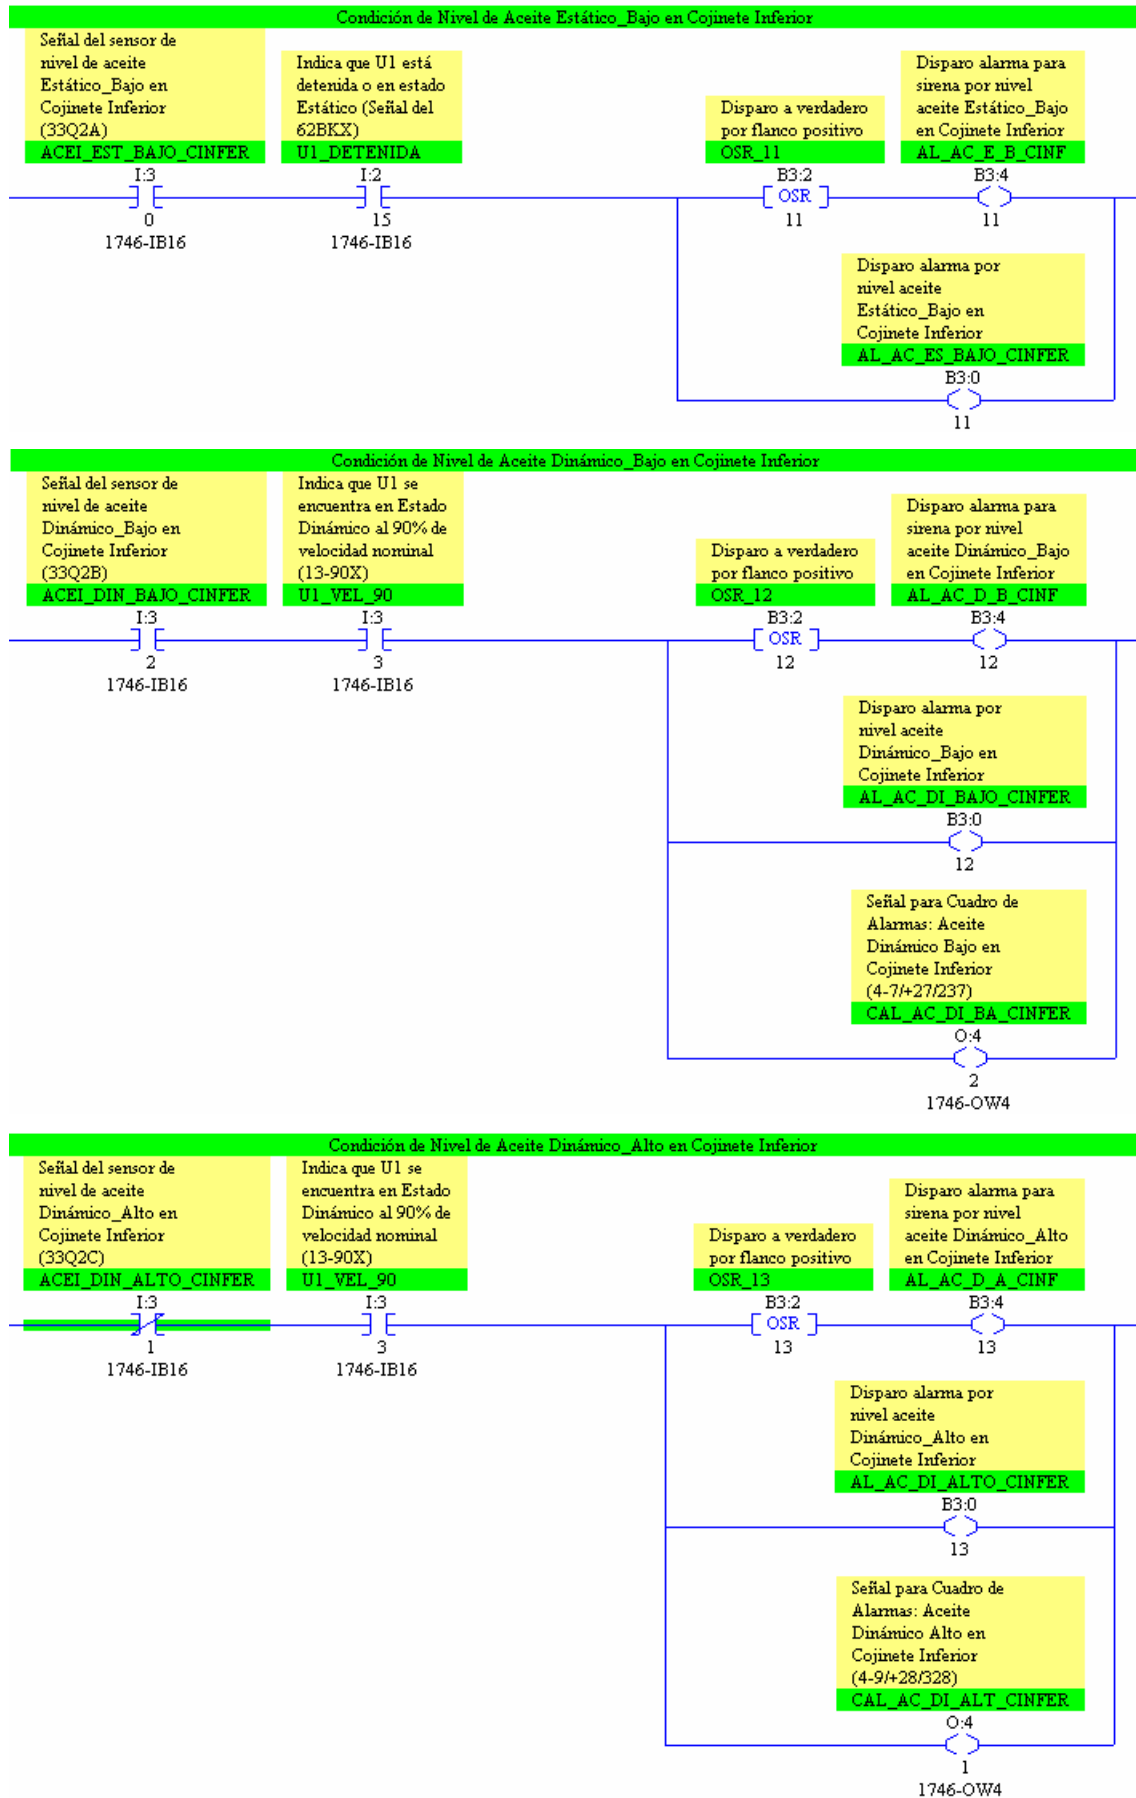 Condición de Nivel de Aceite Estático_Bajo en Cojinete Inferior
Señal del sensor de
nivel de aceite
Estático_Bajo en
Cojinete Inferior
(33Q2A)
ACEI_EST_BAJO_CINFER
I:3
0
1746-IB16
Indica que U1 está
detenida o en estado
Estático (Señal del
62BKX)
U1_DETENIDA
I:2
15
1746-IB16
Disparo a verdadero
por flanco positivo
OSR_11
B3:2
OSR
11
Disparo alarma para
sirena por nivel
aceite Estático_Bajo
en Cojinete Inferior
AL_AC_E_B_CINF
B3:4
11
Disparo alarma por
nivel aceite
Estático_Bajo en
Cojinete Inferior
AL_AC_ES_BAJO_CINFER
B3:0
11
Condición de Nivel de Aceite Dinámico_Bajo en Cojinete Inferior
Señal del sensor de
nivel de aceite
Dinámico_Bajo en
Cojinete Inferior
(33Q2B)
ACEI_DIN_BAJO_CINFER
I:3
2
1746-IB16
Indica que U1 se
encuentra en Estado
Dinámico al 90% de
velocidad nominal
(13-90X)
U1_VEL_90
I:3
3
1746-IB16
Disparo a verdadero
por flanco positivo
OSR_12
B3:2
OSR
12
Disparo alarma para
sirena por nivel
aceite Dinámico_Bajo
en Cojinete Inferior
AL_AC_D_B_CINF
B3:4
12
Disparo alarma por
nivel aceite
Dinámico_Bajo en
Cojinete Inferior
AL_AC_DI_BAJO_CINFER
B3:0
12
Señal para Cuadro de
Alarmas: Aceite
Dinámico Bajo en
Cojinete Inferior
(4-7/+27/237)
CAL_AC_DI_BA_CINFER
O:4
2
1746-OW4
Condición de Nivel de Aceite Dinámico_Alto en Cojinete Inferior
Señal del sensor de
nivel de aceite
Dinámico_Alto en
Cojinete Inferior
(33Q2C)
ACEI_DIN_ALTO_CINFER
I:3
1
1746-IB16
Indica que U1 se
encuentra en Estado
Dinámico al 90% de
velocidad nominal
(13-90X)
U1_VEL_90
I:3
3
1746-IB16
Disparo a verdadero
por flanco positivo
OSR_13
B3:2
OSR
13
Disparo alarma para
sirena por nivel
aceite Dinámico_Alto
en Cojinete Inferior
AL_AC_D_A_CINF
B3:4
13
Disparo alarma por
nivel aceite
Dinámico_Alto en
Cojinete Inferior
AL_AC_DI_ALTO_CINFER
B3:0
13
Señal para Cuadro de
Alarmas: Aceite
Dinámico Alto en
Cojinete Inferior
(4-9/+28/328)
CAL_AC_DI_ALT_CINFER
O:4
1
1746-OW4